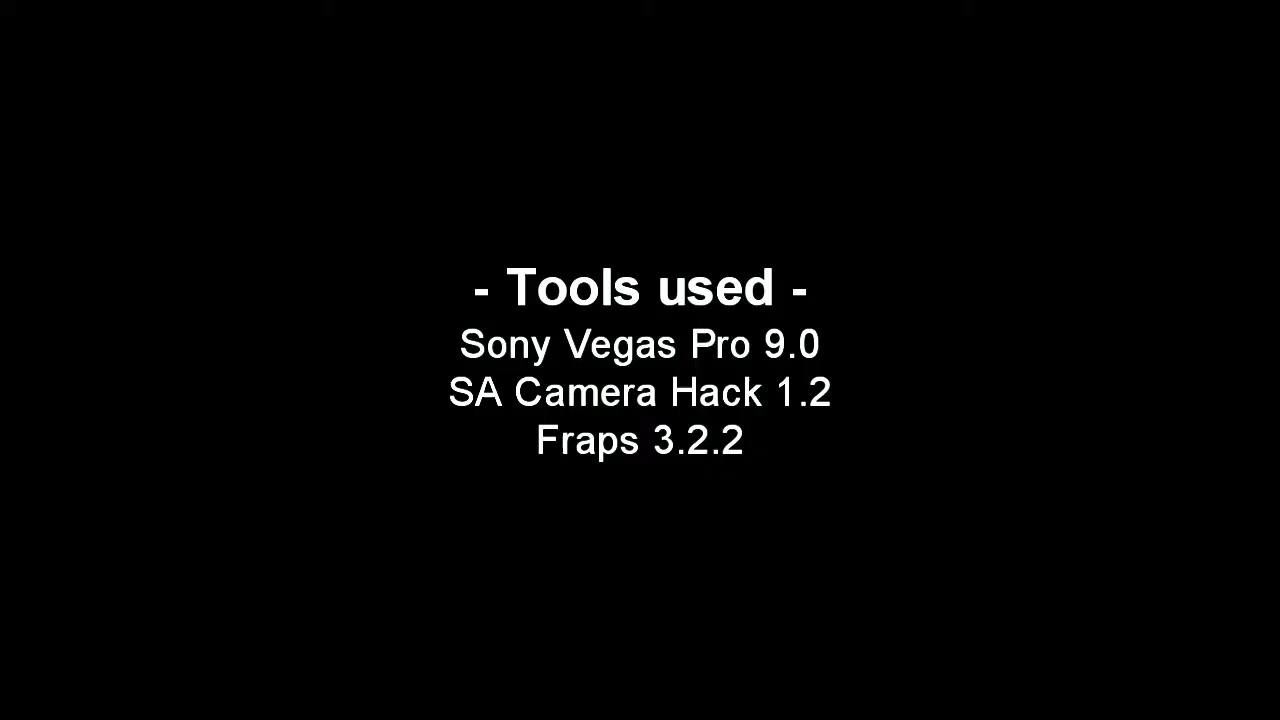 - Tools used -
Sony Vegas Pro 9.0
SA Camera Hack 1.2
Fraps 3.2.2